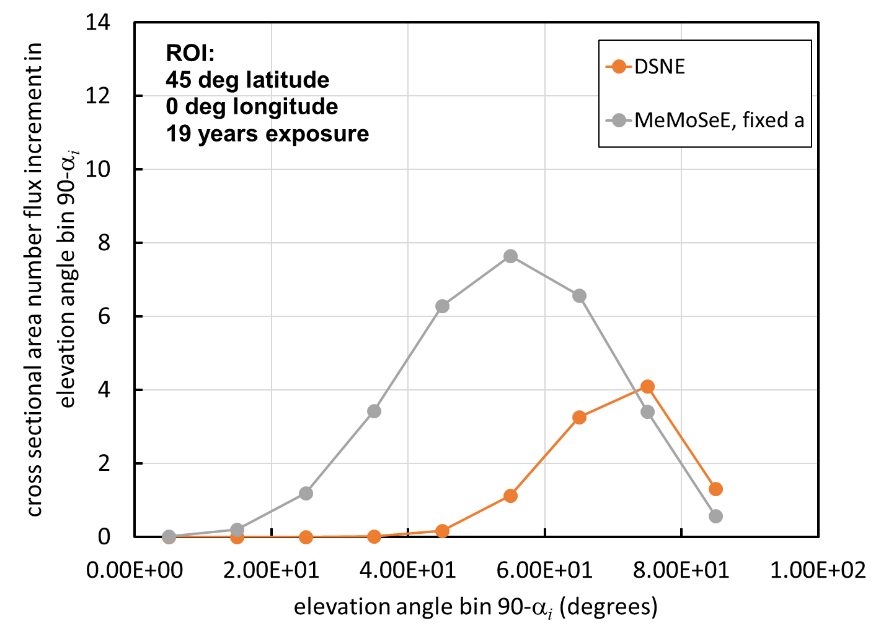 14
12
10
8
6
4
2
0
cross sectional area number flux increment in
elevation angle bin 90-αi
ROI:
45 deg latitude
0 deg longitude
19 years exposure
DSNE
MeMoSeE, fixed a
0.00E+00 2.00E+01 4.00E+01 6.00E+01 8.00E+01 1.00E+02
elevation angle bin 90-αi (degrees)